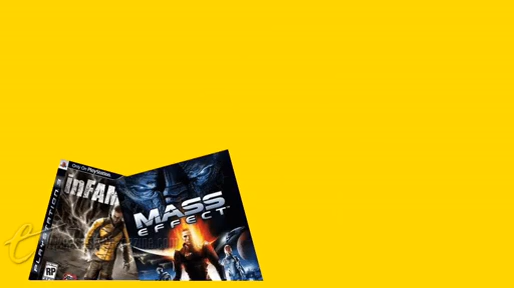 Only On PlayStation
inFAM
PLAYSTATION 3
RP
MASS
EFFECT